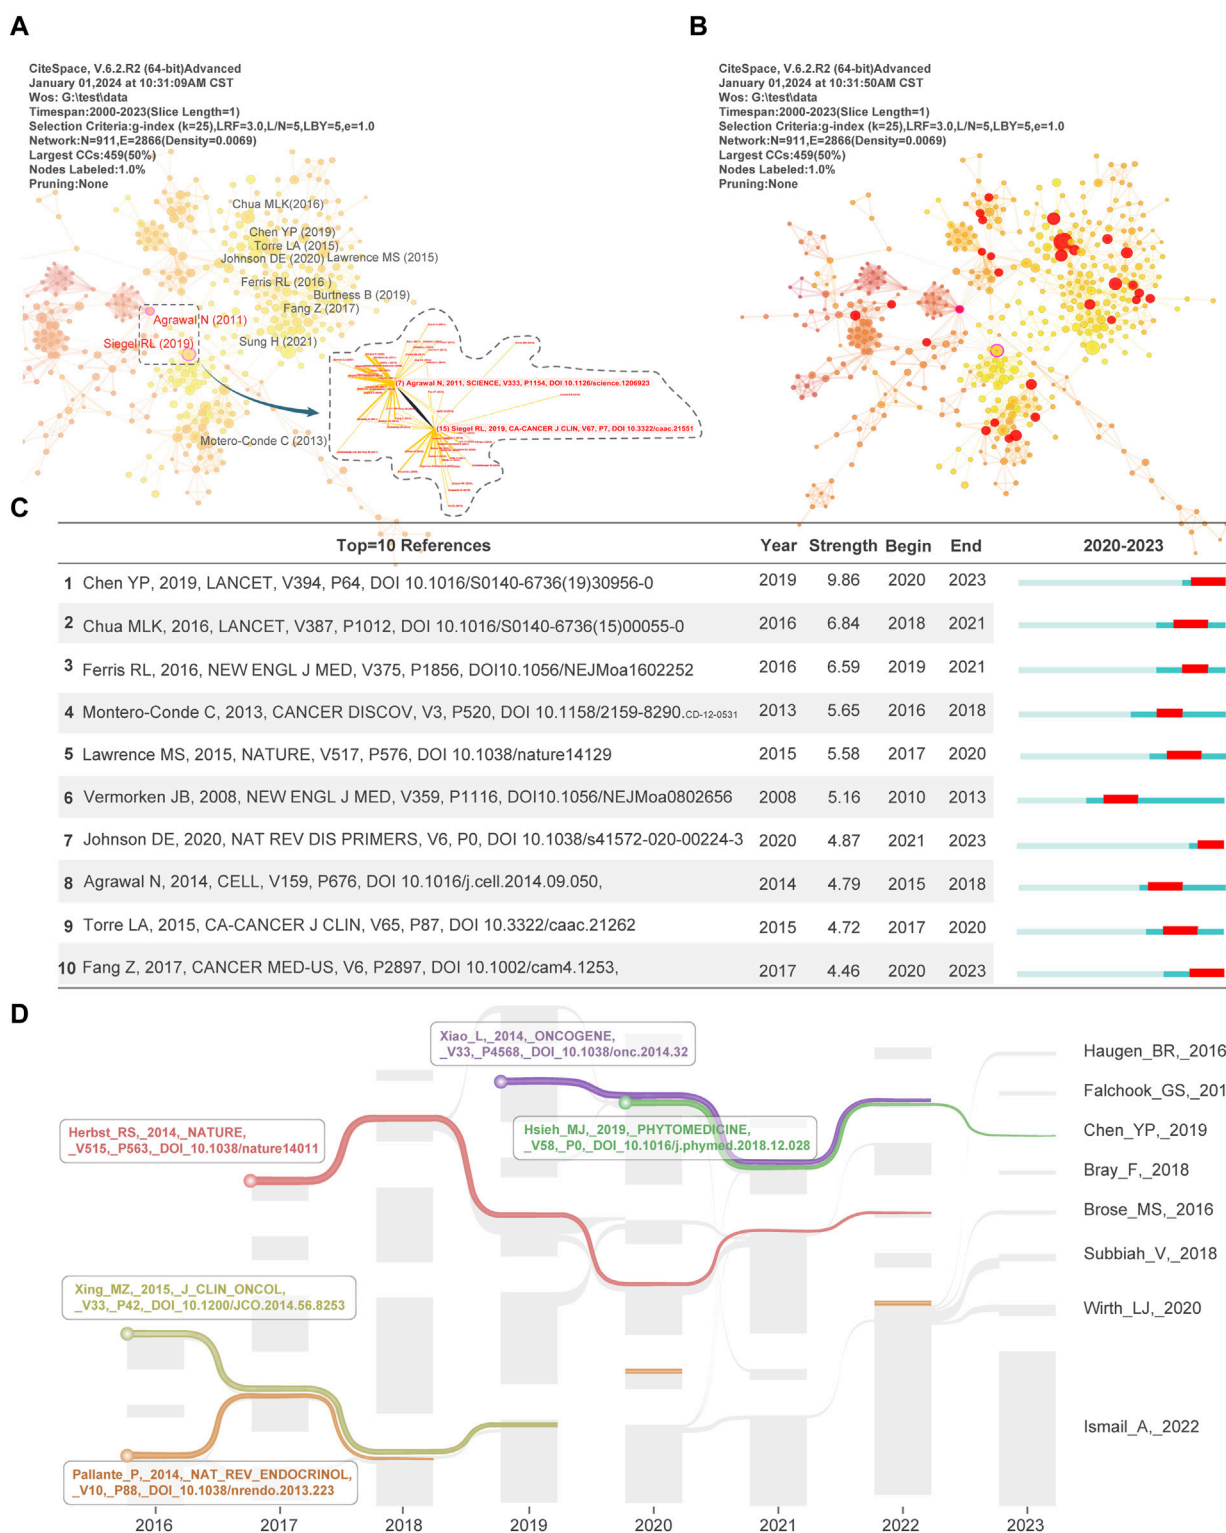 A
CiteSpace, V.6.2.R2 (64-bit)Advanced
January 01,2024 at 10:31:09AM CST
Wos: G:\test\data
Timespan:2000-2023(Slice Length=1)
Selection Criteria:g-index (k=25),LRF=3.0,L/N=5,LBY=5,e=1.0
Network:N=911,E=2866(Density=0.0069)
Largest CCs:459(50%)
Nodes Labeled:1.0%
Pruning:None
Chua MLK(2016)
Chen YP (2019)
Torre LA (2015)
Johnson DE (2020)
Lawrence MS (2015)
Ferris RL (2016 )
Burtness B (2019)
Fang Z (2017)
Agrawal N (2011)
Siegel RL (2019)
Sung H (2021)
Motero-Conde C (2013)
(7) Agrawal N, 2011, SCIENCE, V333, P1154, DOI 10.1126/science.1206923
(15) Siegel RL, 2019, CA-CANCER J CLIN, V67, P7, DOI 10.3322/caac.21551
B
CiteSpace, V.6.2.R2 (64-bit)Advanced
January 01,2024 at 10:31:50AM CST
Wos: G:\test\data
Timespan:2000-2023(Slice Length=1)
Selection Criteria:g-index (k=25),LRF=3.0,L/N=5,LBY=5,e=1.0
Network:N=911,E=2866(Density=0.0069)
Largest CCs:459(50%)
Nodes Labeled:1.0%
Pruning:None
C
Top=10 References Year Strength Begin End 2020-2023
1 Chen YP, 2019, LANCET, V394, P64, DOI 10.1016/S0140-6736(19)30956-0 2019 9.86 2020 2023
2 Chua MLK, 2016, LANCET, V387, P1012, DOI 10.1016/S0140-6736(15)00055-0 2016 6.84 2018 2021
3 Ferris RL, 2016, NEW ENGL J MED, V375, P1856, DOI10.1056/NEJMoa1602252 2016 6.59 2019 2021
4 Montero-Conde C, 2013, CANCER DISCOV, V3, P520, DOI 10.1158/2159-8290.CD-12-0531 2013 5.65 2016 2018
5 Lawrence MS, 2015, NATURE, V517, P576, DOI 10.1038/nature14129 2015 5.58 2017 2020
6 Vermorken JB, 2008, NEW ENGL J MED, V359, P1116, DOI10.1056/NEJMoa0802656 2008 5.16 2010 2013
7 Johnson DE, 2020, NAT REV DIS PRIMERS, V6, P0, DOI 10.1038/s41572-020-00224-3 2020 4.87 2021 2023
8 Agrawal N, 2014, CELL, V159, P676, DOI 10.1016/j.cell.2014.09.050, 2014 4.79 2015 2018
9 Torre LA, 2015, CA-CANCER J CLIN, V65, P87, DOI 10.3322/caac.21262 2015 4.72 2017 2020
10 Fang Z, 2017, CANCER MED-US, V6, P2897, DOI 10.1002/cam4.1253, 2017 4.46 2020 2023
D
Xiao_L,_2014,_ONCOGENE,
_V33,_P4568,_DOI_10.1038/onc.2014.32
Herbst_RS,_2014,_NATURE,
_V515,_P563,_DOI_10.1038/nature14011
Hsieh_MJ,_2019,_PHYTOMEDICINE,
_V58,_P0,_DOI_10.1016/j.phymed.2018.12.028
Xing_MZ,_2015,_J_CLIN_ONCOL,
_V33,_P42,_DOI_10.1200/JCO.2014.56.8253
Pallante_P,_2014,_NAT_REV_ENDOCRINOL,
_V10,_P88,_DOI_10.1038/nrendo.2013.223
Haugen_BR,_2016
Falchook_GS,_201
Chen_YP,_2019
Bray_F,_2018
Brose_MS,_2016
Subbiah_V,_2018
Wirth_LJ,_2020
Ismail_A,_2022
2016 2017 2018 2019 2020 2021 2022 2023